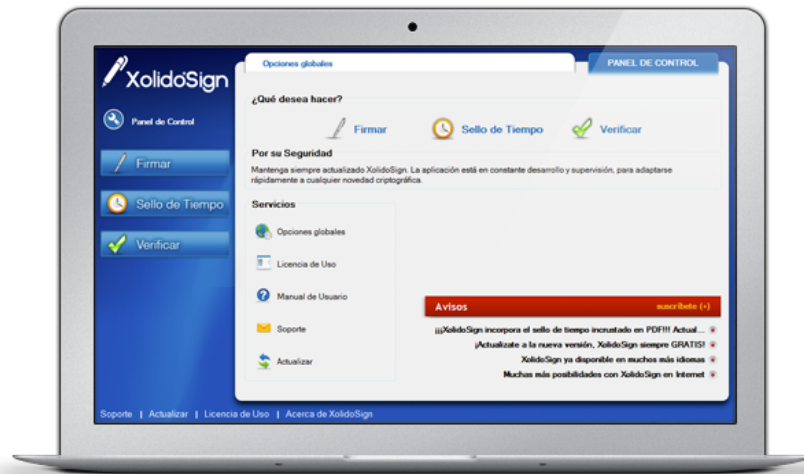 XolidoSign
Panel de Control
Firmar
Sello de Tiempo
Verificar
Opciones globales
PANEL DE CONTROL
¿Qué desea hacer?
Firmar
Sello de Tiempo
Verificar
Por su Seguridad
Mantenga siempre actualizado XolidoSign. La aplicación está en constante desarrollo y supervisión, para adaptarse
rápidamente a cualquier novedad criptográfica.
Servicios
Opciones globales
Licencia de Uso
Manual de Usuario
Soporte
Actualizar
Avisos
suscríbete (+)
¡¡¡XolidoSign incorpora el sello de tiempo incrustado en PDF!!! Actual...
¡Actualizate a la nueva versión, XolidoSign siempre GRATIS!
XolidoSign ya disponible en muchos más idiomas
Muchas más posibilidades con XolidoSign en Internet
Soporte | Actualizar | Licencia de Uso | Acerca de XolidoSign